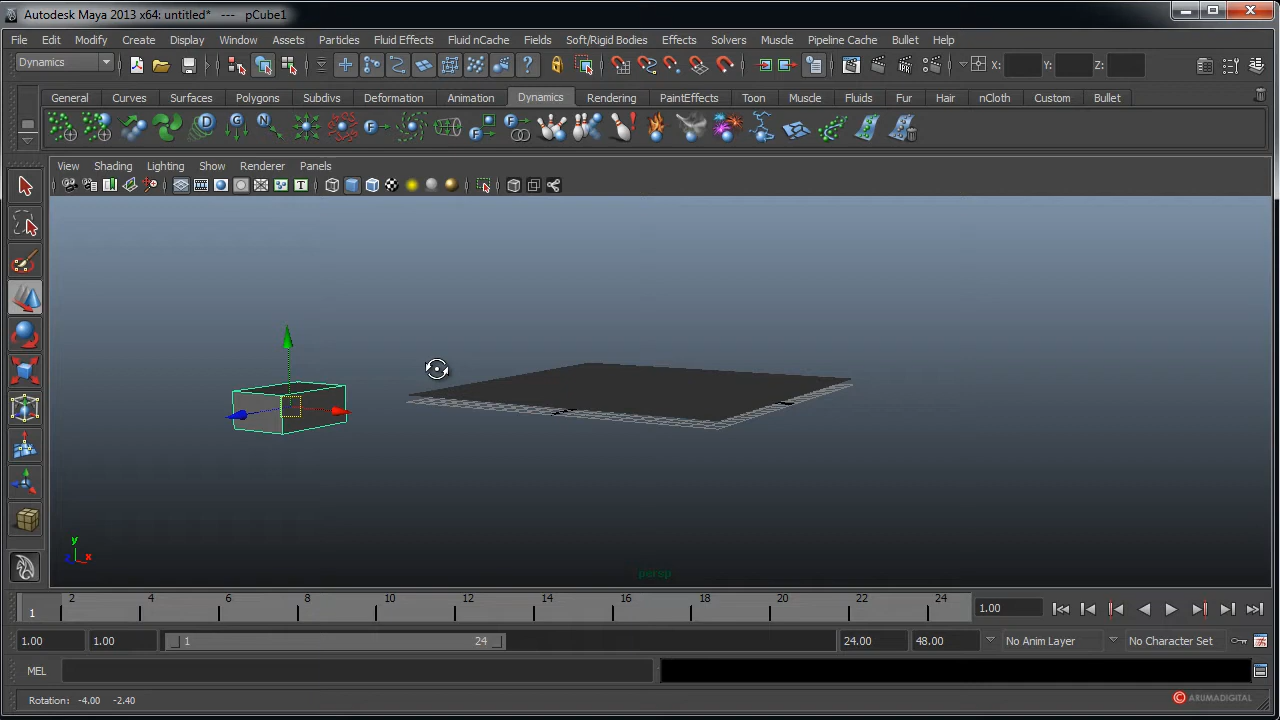 Autodesk Maya 2013 x64: untitled* --- pCube1
File Edit Modify Create Display Window Assets Particles Fluid Effects Fluid nCache Fields Soft/Rigid Bodies Effects Solvers Muscle Pipeline Cache Bullet Help
Dynamics X: Y: Z:
General Curves Surfaces Polygons Subdivs Deformation Animation Dynamics Rendering PaintEffects Toon Muscle Fluids Fur Hair nCloth Custom Bullet
View Shading Lighting Show Renderer Panels
y
z x
persp
1 2 4 6 8 10 12 14 16 18 20 22 24 1.00
1.00 1.00 1 24 24.00 48.00 No Anim Layer No Character Set
MEL
Rotation: -4.00 -2.40
© ARUMADIGITAL